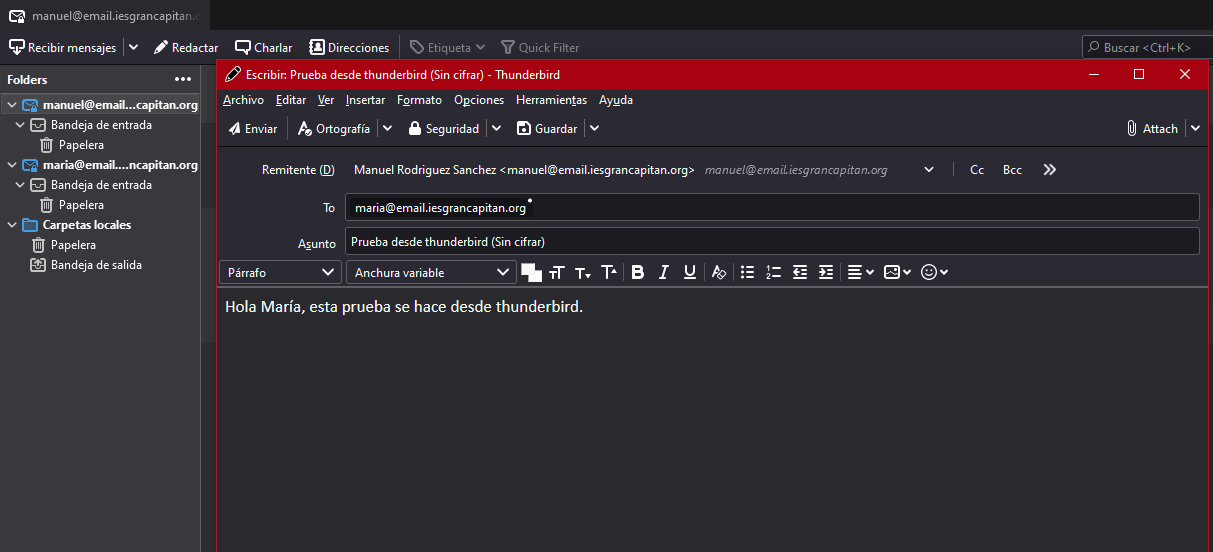 manuel@email.iesgrancapitan.o
Recibir mensajes Redactar Charlar Direcciones Etiqueta Quick Filter Buscar <Ctrl+K>
Folders
manuel@email...capitan.org
Bandeja de entrada
Papelera
maria@email....ncapitan.org
Bandeja de entrada
Papelera
Carpetas locales
Papelera
Bandeja de salida
Escribir: Prueba desde thunderbird (Sin cifrar) - Thunderbird
Archivo Editar Ver Insertar Formato Opciones Herramientas Ayuda
Enviar Ortografía Seguridad Guardar Attach
Remitente (D) Manuel Rodriguez Sanchez <manuel@email.iesgrancapitan.org> manuel@email.iesgrancapitan.org Cc Bcc
To maria@email.iesgrancapitan.org
Asunto Prueba desde thunderbird (Sin cifrar)
Párrafo Anchura variable
Hola María, esta prueba se hace desde thunderbird.